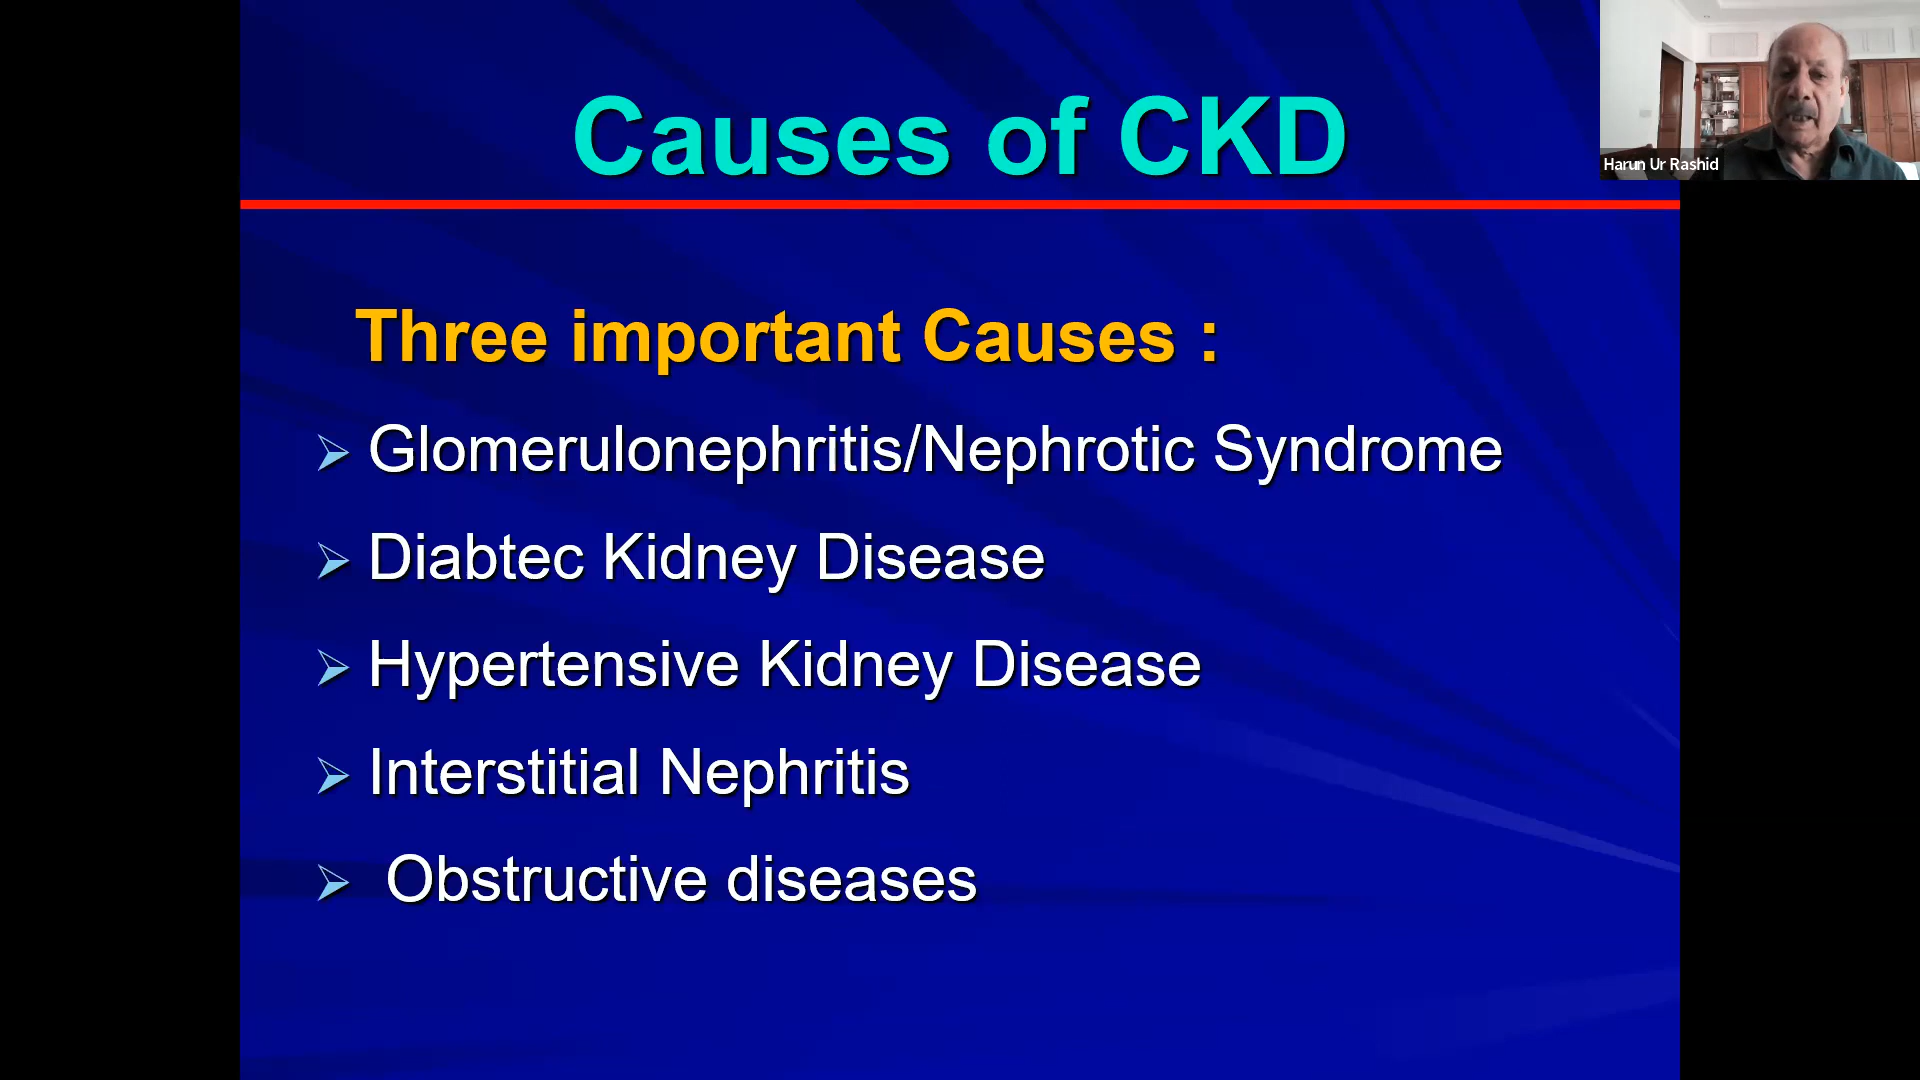 Causes of CKD
Harun Ur Rashid
Three important Causes :
Glomerulonephritis/Nephrotic Syndrome
Diabtec Kidney Disease
Hypertensive Kidney Disease
Interstitial Nephritis
Obstructive diseases